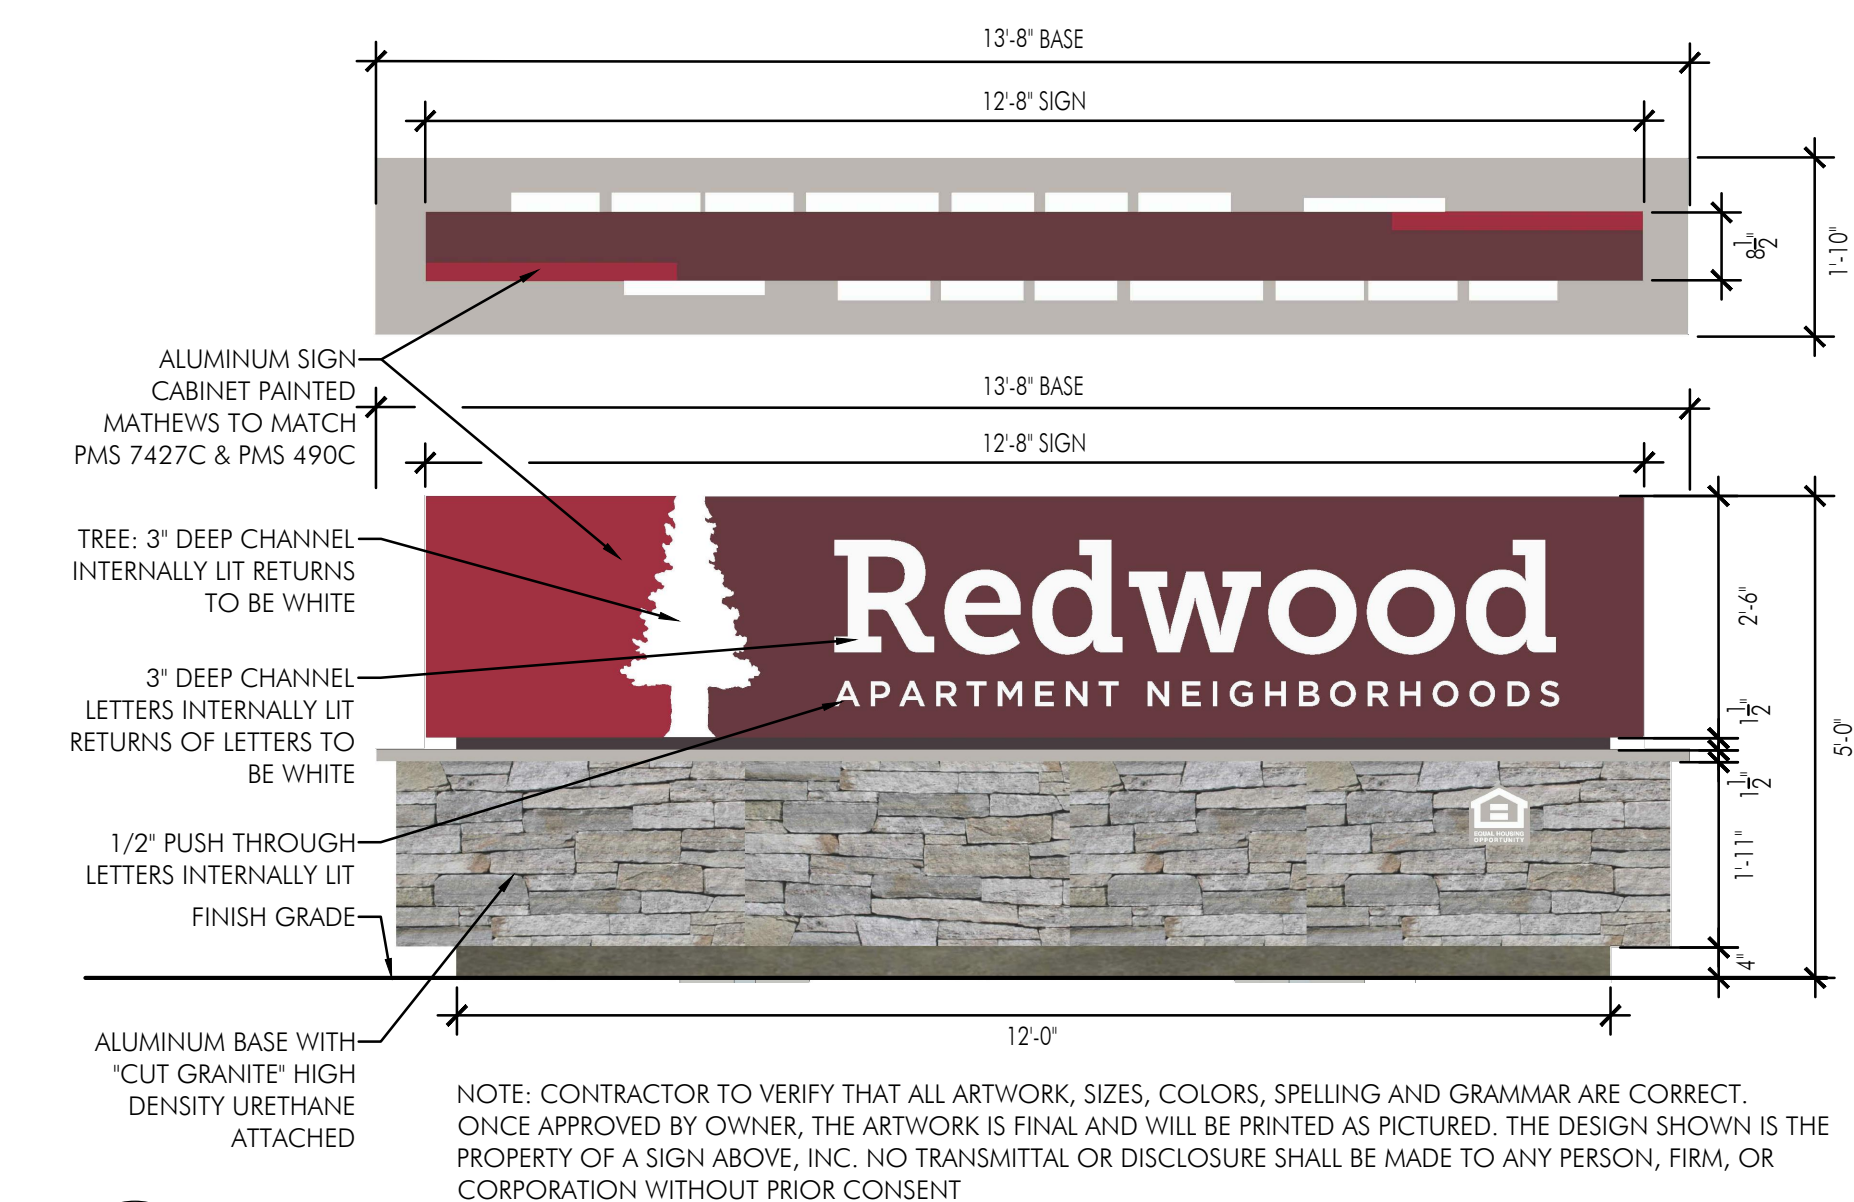 13'-8" BASE
12'-8" SIGN
8 1/2"
1'-10"
ALUMINUM SIGN
CABINET PAINTED
MATHEWS TO MATCH
PMS 7427C & PMS 490C
13'-8" BASE
12'-8" SIGN
TREE: 3" DEEP CHANNEL
INTERNALLY LIT RETURNS
TO BE WHITE
Redwood
APARTMENT NEIGHBORHOODS
2'-6"
1 1/2"
5'-0"
3" DEEP CHANNEL
LETTERS INTERNALLY LIT
RETURNS OF LETTERS TO
BE WHITE
1 1/2"
EQUAL HOUSING
OPPORTUNITY
1'-11"
1/2" PUSH THROUGH
LETTERS INTERNALLY LIT
FINISH GRADE
4"
12'-0"
ALUMINUM BASE WITH
"CUT GRANITE" HIGH
DENSITY URETHANE
ATTACHED
NOTE: CONTRACTOR TO VERIFY THAT ALL ARTWORK, SIZES, COLORS, SPELLING AND GRAMMAR ARE CORRECT.
ONCE APPROVED BY OWNER, THE ARTWORK IS FINAL AND WILL BE PRINTED AS PICTURED. THE DESIGN SHOWN IS THE
PROPERTY OF A SIGN ABOVE, INC. NO TRANSMITTAL OR DISCLOSURE SHALL BE MADE TO ANY PERSON, FIRM, OR
CORPORATION WITHOUT PRIOR CONSENT